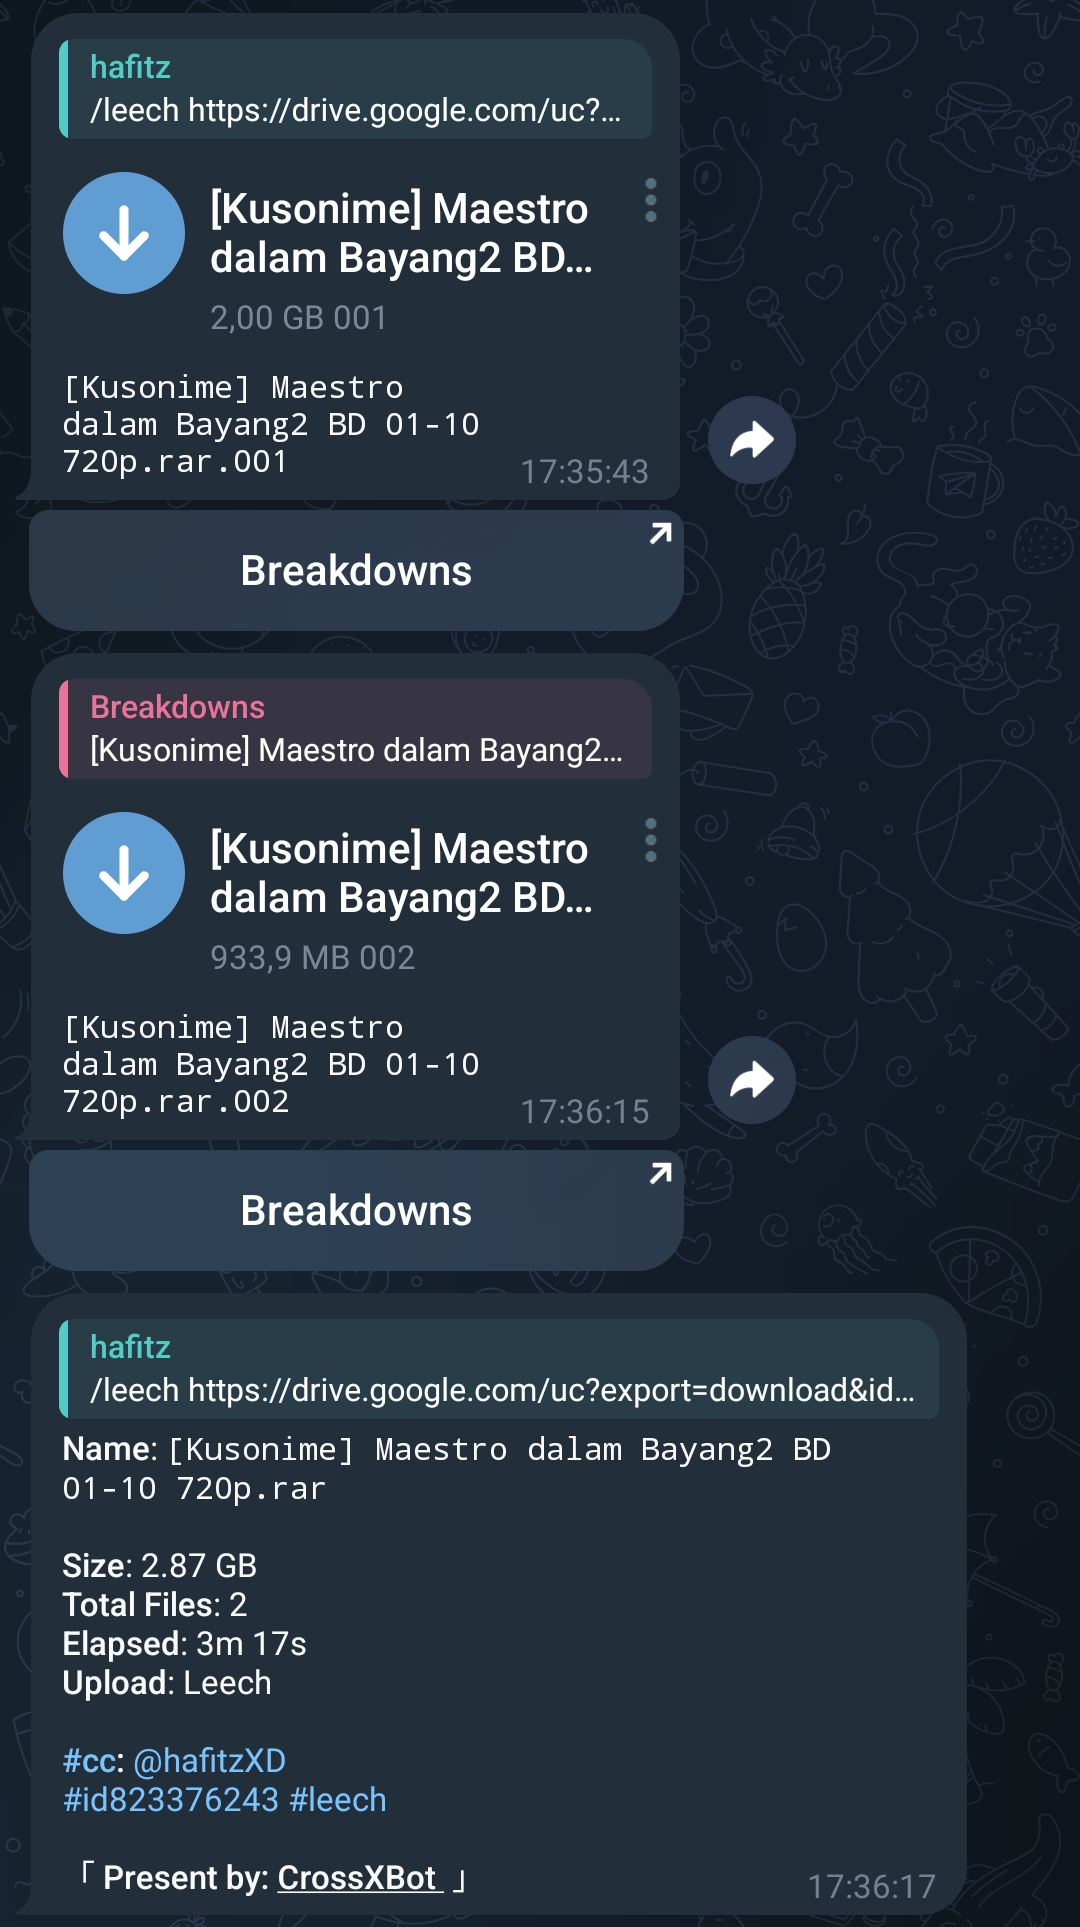 hafitz
/leech https://drive.google.com/uc?...
[Kusonime] Maestro
dalam Bayang2 BD...
2,00 GB 001
[Kusonime] Maestro
dalam Bayang2 BD 01-10
720p.rar.001
17:35:43
Breakdowns
Breakdowns
[Kusonime] Maestro dalam Bayang2...
[Kusonime] Maestro
dalam Bayang2 BD...
933,9 MB 002
[Kusonime] Maestro
dalam Bayang2 BD 01-10
720p.rar.002
17:36:15
Breakdowns
hafitz
/leech https://drive.google.com/uc?export=download&id...
Name: [Kusonime] Maestro dalam Bayang2 BD
01-10 720p.rar
Size: 2.87 GB
Total Files: 2
Elapsed: 3m 17s
Upload: Leech
#cc: @hafitzXD
#id823376243 #leech
「 Present by: CrossXBot 」
17:36:17